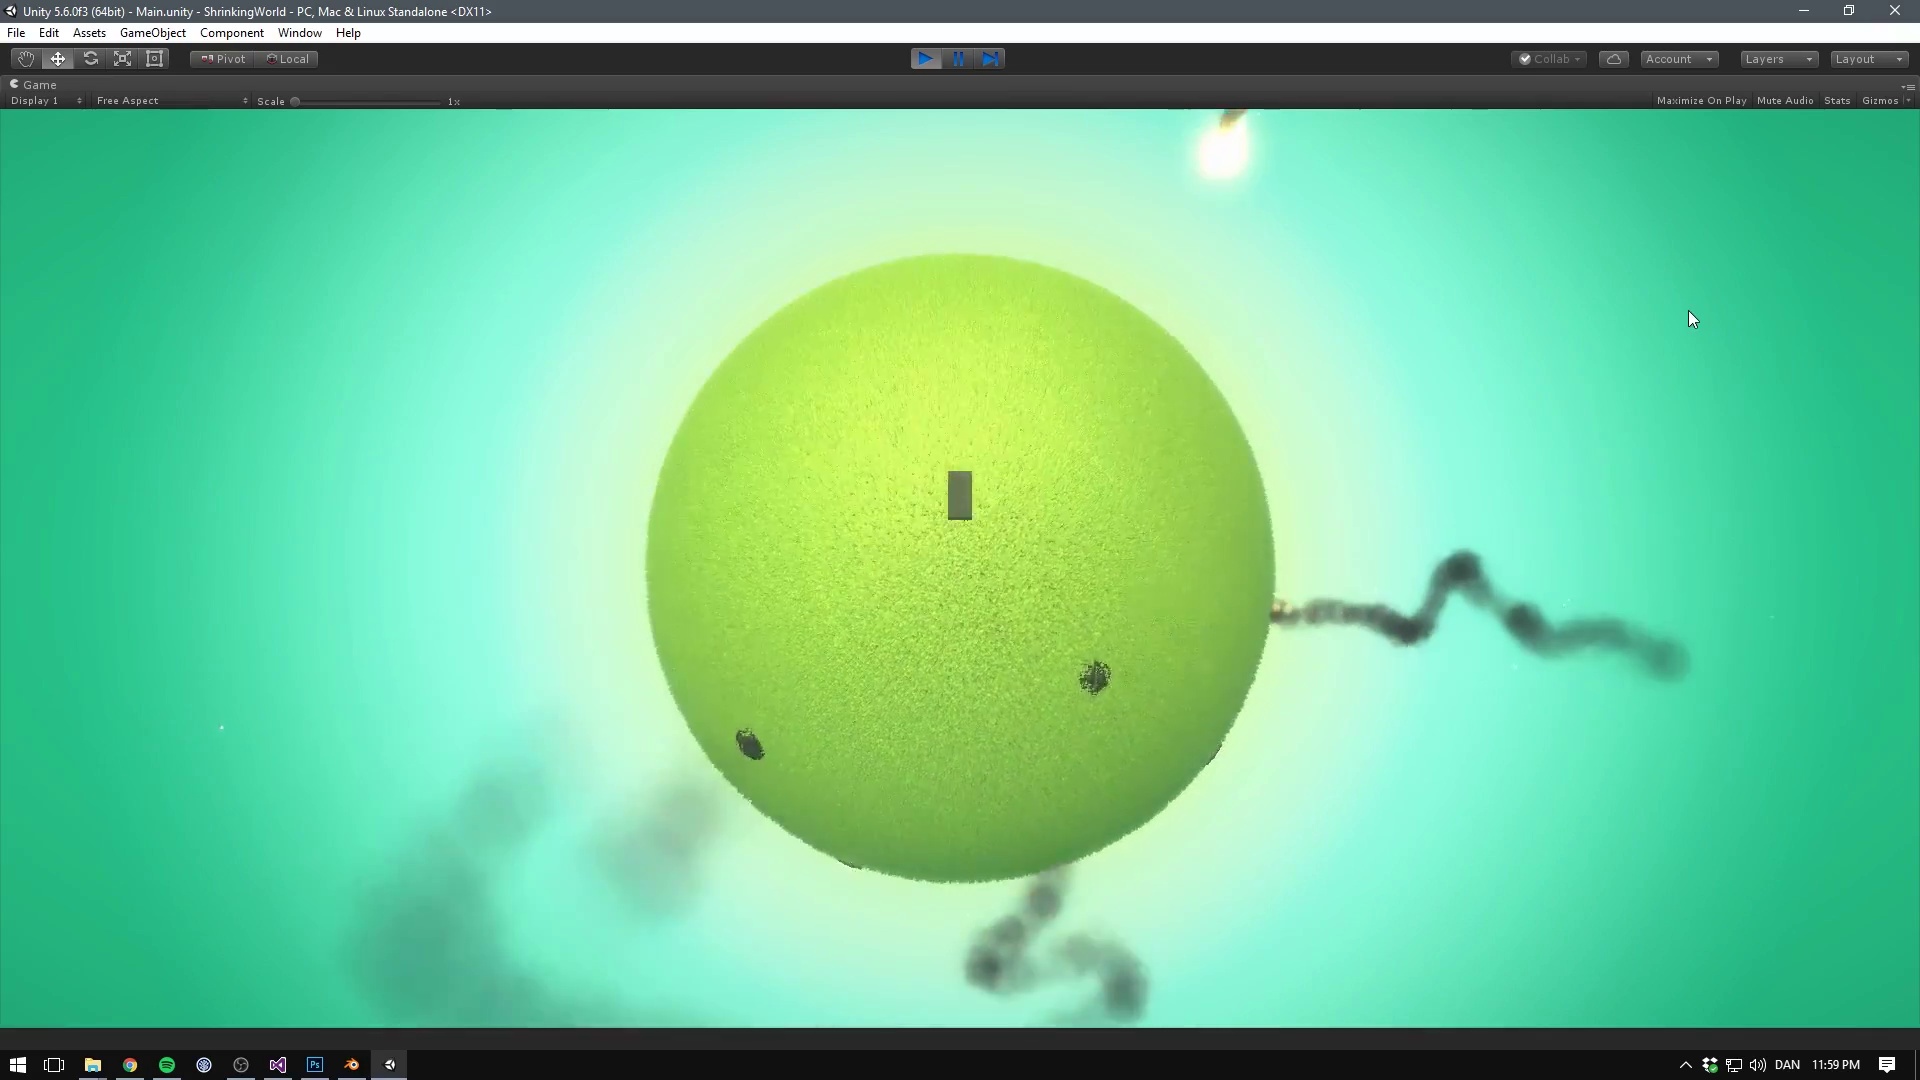 Unity 5.6.0f3 (64bit) - Main.unity - ShrinkingWorld - PC, Mac & Linux Standalone <DX11>
File Edit Assets GameObject Component Window Help
Pivot Local Collab Account Layers Layout
Game
Display 1 Free Aspect Scale 1x Maximize On Play Mute Audio Stats Gizmos
Ps DAN 11:59 PM